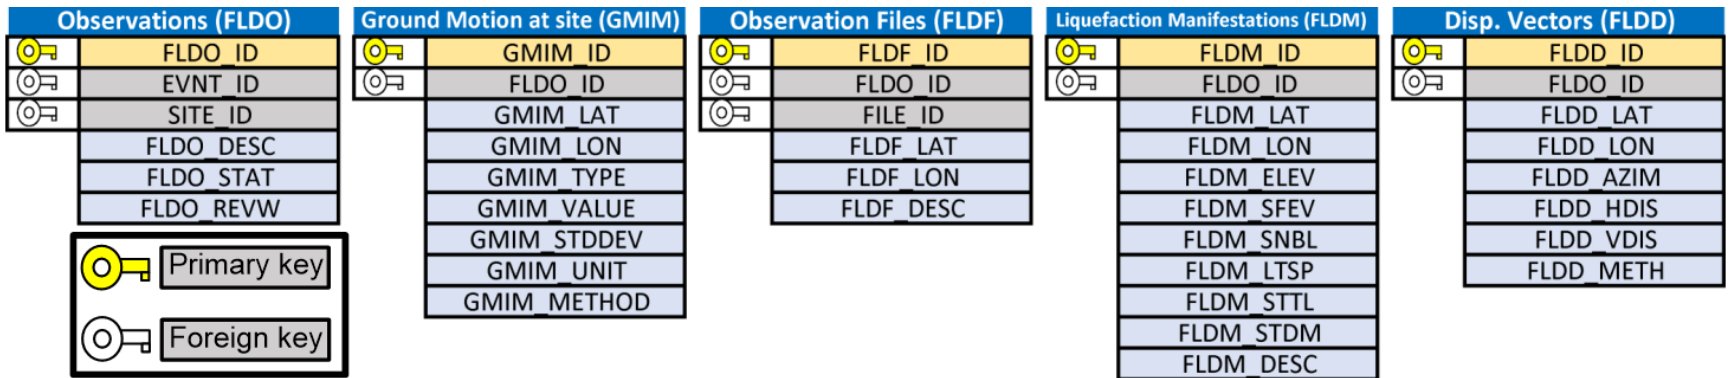 Observations (FLDO)
FLDO_ID
EVNT_ID
SITE_ID
FLDO_DESC
FLDO_STAT
FLDO_REVW
Primary key
Foreign key
Ground Motion at site (GMIM)
GMIM_ID
FLDO_ID
GMIM_LAT
GMIM_LON
GMIM_TYPE
GMIM_VALUE
GMIM_STDDEV
GMIM_UNIT
GMIM_METHOD
Observation Files (FLDF)
FLDF_ID
FLDO_ID
FILE_ID
FLDF_LAT
FLDF_LON
FLDF_DESC
Liquefaction Manifestations (FLDM)
FLDM_ID
FLDO_ID
FLDM_LAT
FLDM_LON
FLDM_ELEV
FLDM_SFEV
FLDM_SNBL
FLDM_LTSP
FLDM_STTL
FLDM_STDM
FLDM_DESC
Disp. Vectors (FLDD)
FLDD_ID
FLDO_ID
FLDD_LAT
FLDD_LON
FLDD_AZIM
FLDD_HDIS
FLDD_VDIS
FLDD_METH